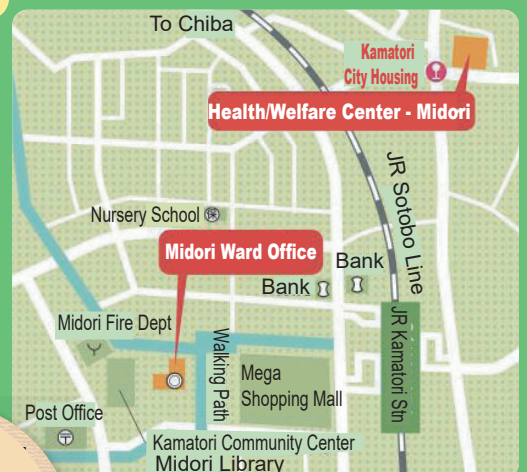 To Chiba
Kamatori
City Housing
Health/Welfare Center - Midori
JR Sotobo Line
Nursery School
Midori Ward Office
Bank
Bank
Midori Fire Dept
JR Kamatori Stn
Walking Path
Mega
Shopping Mall
Post Office
Kamatori Community Center
Midori Library